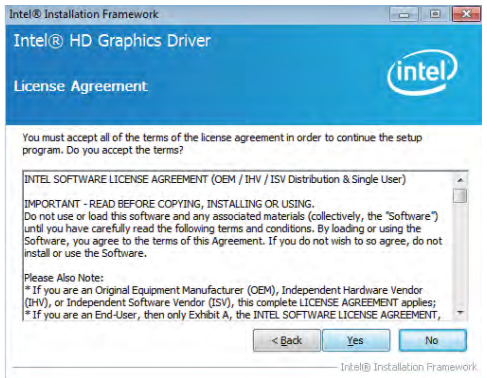 Intel® Installation Framework
Intel® HD Graphics Driver
License Agreement
intel
You must accept all of the terms of the license agreement in order to continue the setup
program. Do you accept the terms?
INTEL SOFTWARE LICENSE AGREEMENT (OEM / IHV / ISV Distribution & Single User)
IMPORTANT - READ BEFORE COPYING, INSTALLING OR USING.
Do not use or load this software and any associated materials (collectively, the "Software")
until you have carefully read the following terms and conditions. By loading or using the
Software, you agree to the terms of this Agreement. If you do not wish to so agree, do not
install or use the Software.
Please Also Note:
* If you are an Original Equipment Manufacturer (OEM), Independent Hardware Vendor
(IHV), or Independent Software Vendor (ISV), this complete LICENSE AGREEMENT applies;
* If you are an End-User, then only Exhibit A, the INTEL SOFTWARE LICENSE AGREEMENT,
< Back Yes No
Intel® Installation Framework